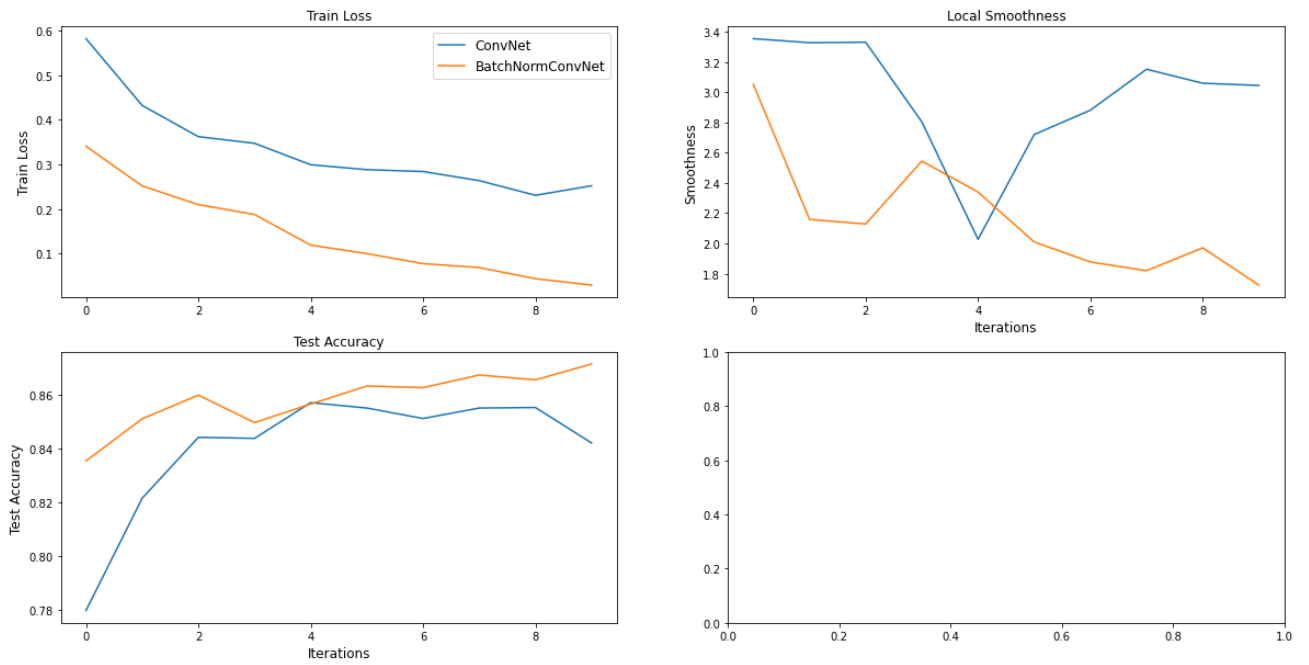 Train Loss
Train Loss
0.6
0.5
0.4
0.3
0.2
0.1
0 2 4 6 8
ConvNet
BatchNormConvNet
Local Smoothness
Smoothness
3.4
3.2
3.0
2.8
2.6
2.4
2.2
2.0
1.8
0 2 4 6 8
Iterations
Test Accuracy
Test Accuracy
0.86
0.84
0.82
0.80
0.78
0 2 4 6 8
Iterations
1.0
0.8
0.6
0.4
0.2
0.0
0.0 0.2 0.4 0.6 0.8 1.0